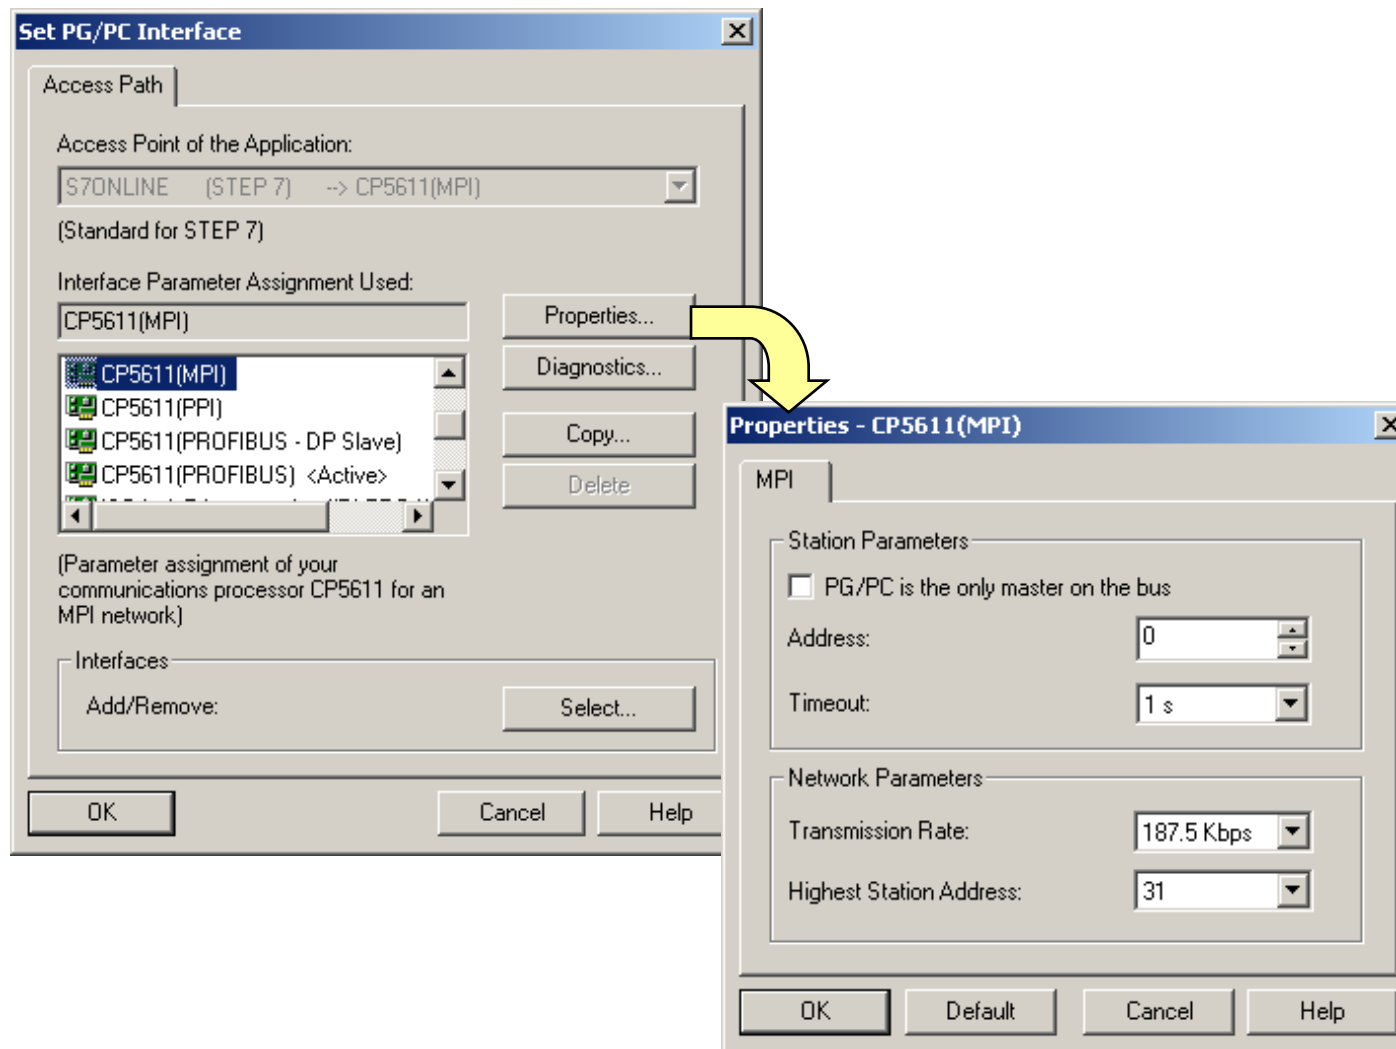 Set PG/PC Interface
Access Path
Access Point of the Application:
S7ONLINE (STEP 7) --> CP5611(MPI)
(Standard for STEP 7)
Interface Parameter Assignment Used:
CP5611(MPI)
Properties...
CP5611(MPI)
Diagnostics...
CP5611(PPI)
CP5611(PROFIBUS - DP Slave)
Copy...
CP5611(PROFIBUS) <Active>
Delete
(Parameter assignment of your
communications processor CP5611 for an
MPI network)
Interfaces
Add/Remove:
Select...
OK
Cancel
Help
Properties - CP5611(MPI)
MPI
Station Parameters
PG/PC is the only master on the bus
Address:
0
Timeout:
1 s
Network Parameters
Transmission Rate:
187.5 Kbps
Highest Station Address:
31
OK
Default
Cancel
Help